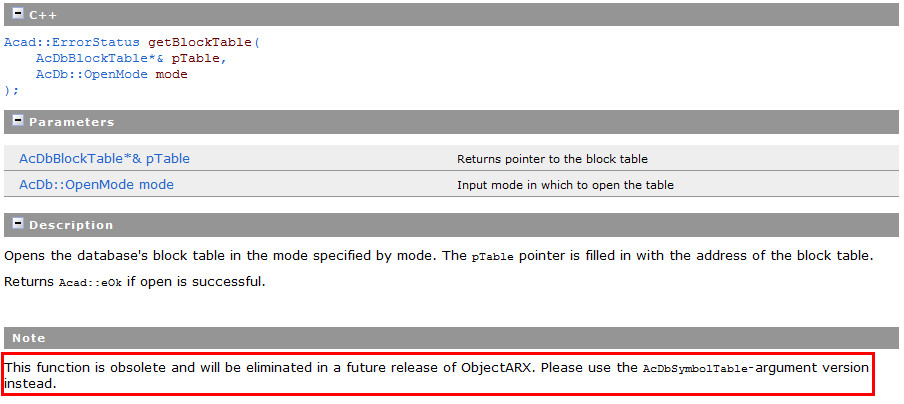 C++
Acad::ErrorStatus getBlockTable(
AcDbBlockTable*& pTable,
AcDb::OpenMode mode
);
Parameters
AcDbBlockTable*& pTable Returns pointer to the block table
AcDb::OpenMode mode Input mode in which to open the table
Description
Opens the database's block table in the mode specified by mode. The pTable pointer is filled in with the address of the block table.
Returns Acad::eOk if open is successful.
Note
This function is obsolete and will be eliminated in a future release of ObjectARX. Please use the AcDbSymbolTable-argument version
instead.